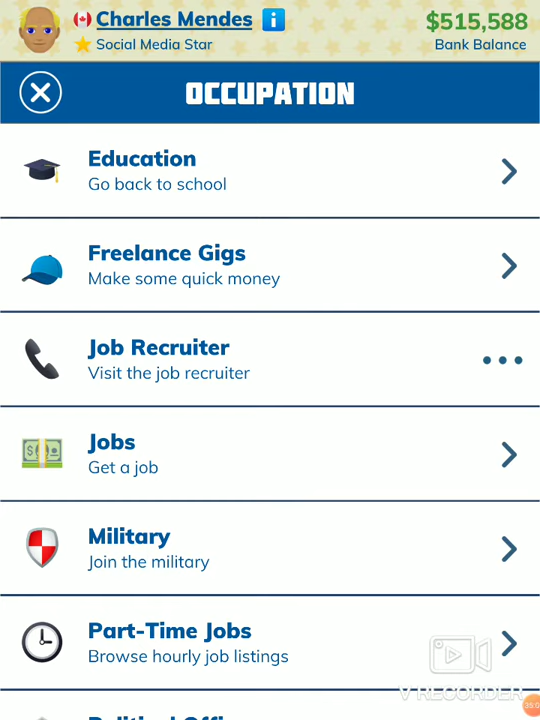 Charles Mendes
$515,588
Social Media Star
Bank Balance
OCCUPATION
Education
Go back to school
Freelance Gigs
Make some quick money
Job Recruiter
Visit the job recruiter
Jobs
Get a job
Military
Join the military
Part-Time Jobs
Browse hourly job listings
V RECORDER